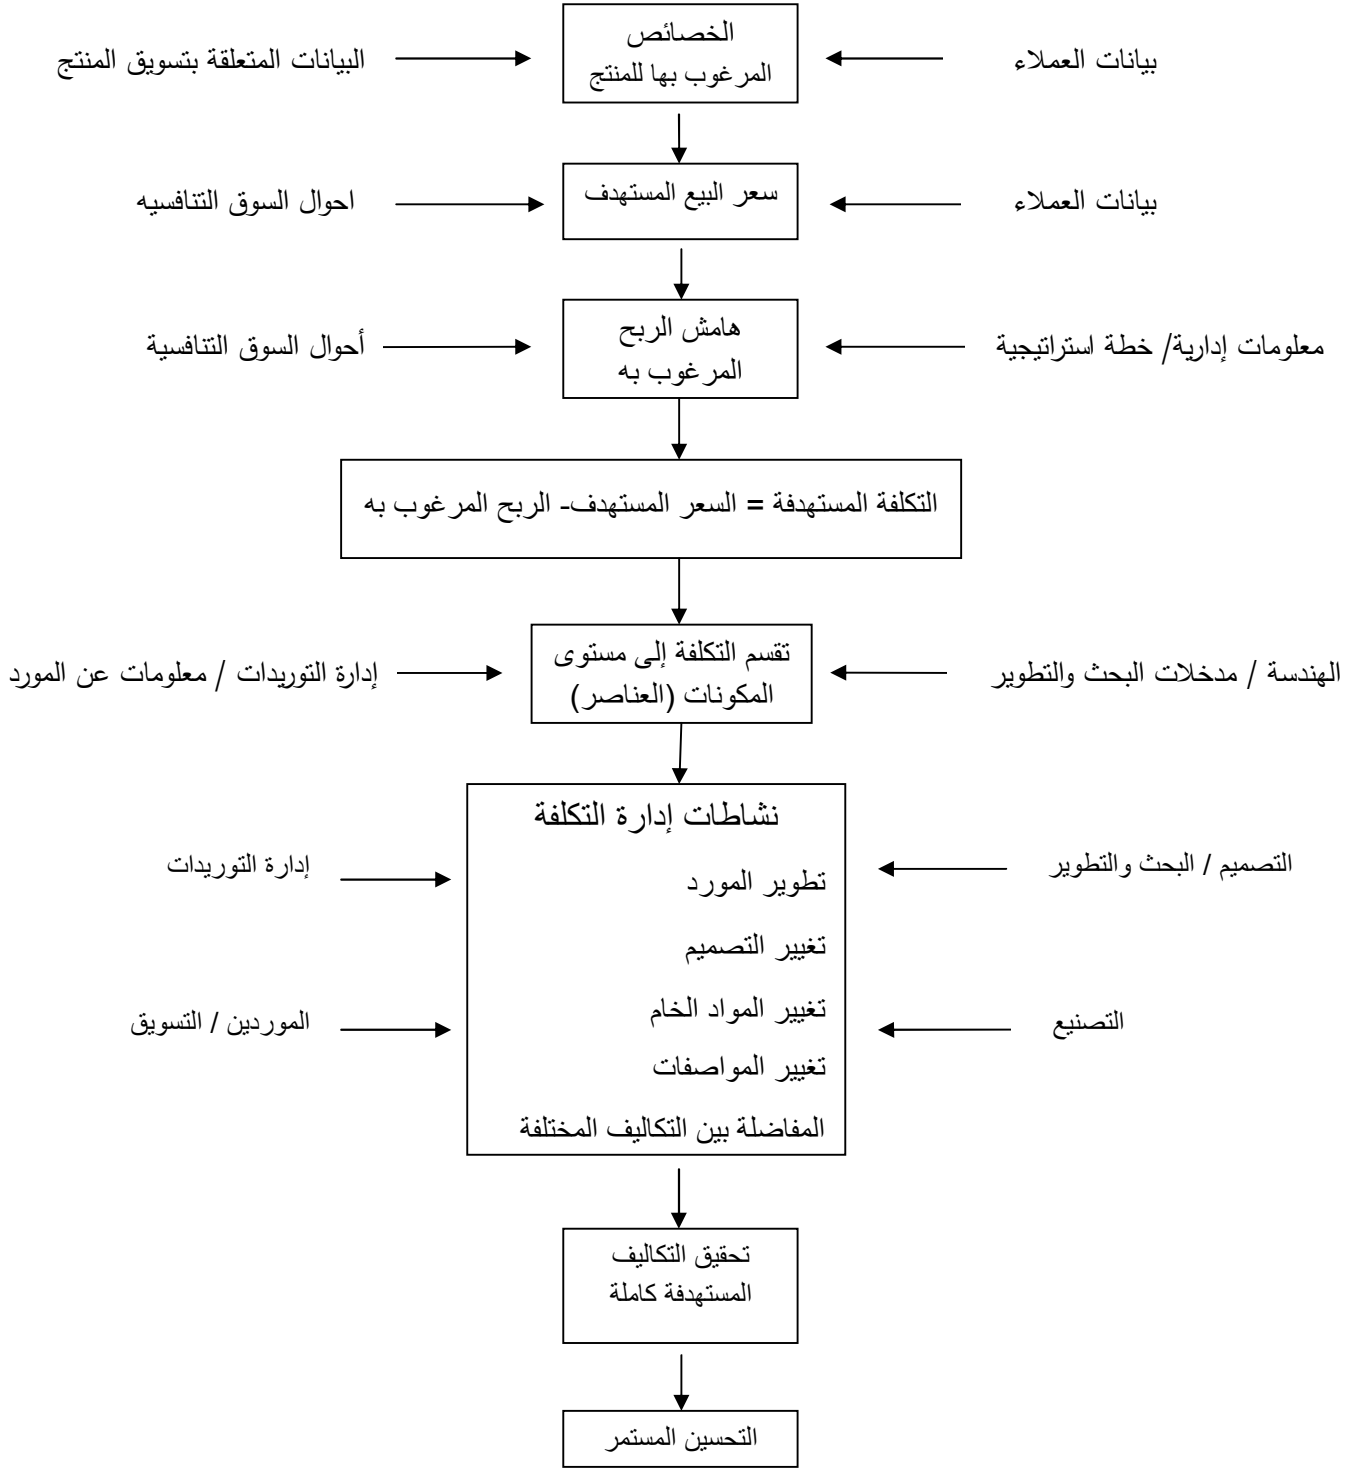 الخصائص
المرغوب بها للمنتج
بيانات العملاء
البيانات المتعلقة بتسويق المنتج
سعر البيع المستهدف
بيانات العملاء
احوال السوق التنافسيه
هامش الربح
المرغوب به
معلومات إدارية/ خطة استراتيجية
أحوال السوق التنافسية
التكلفة المستهدفة = السعر المستهدف- الربح المرغوب به
تقسم التكلفة إلى مستوى
المكونات (العناصر)
الهندسة / مدخلات البحث والتطوير
إدارة التوريدات / معلومات عن المورد
نشاطات إدارة التكلفة
تطوير المورد
تغيير التصميم
تغيير المواد الخام
تغيير المواصفات
المفاضلة بين التكاليف المختلفة
التصميم / البحث والتطوير
إدارة التوريدات
التصنيع
الموردين / التسويق
تحقيق التكاليف
المستهدفة كاملة
التحسين المستمر